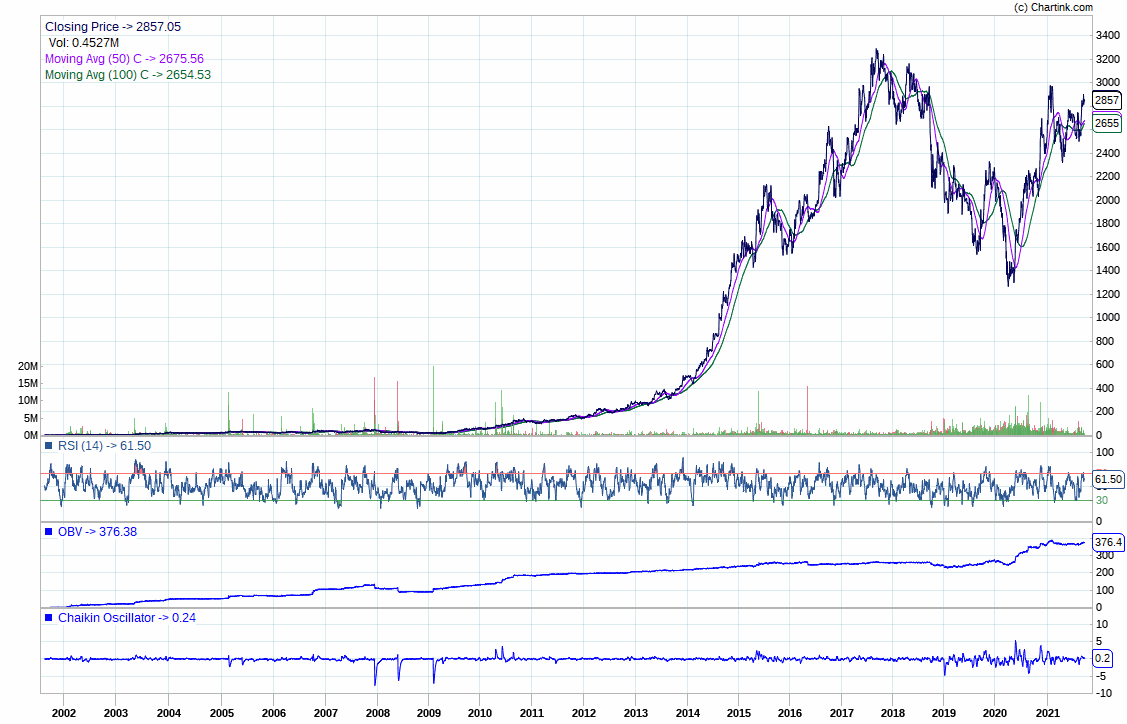 (c) Chartink.com
Closing Price -> 2857.05
Vol: 0.4527M
Moving Avg (50) C -> 2675.56
Moving Avg (100) C -> 2654.53
3400
3200
3000
2857
2655
2400
2200
2000
1800
1600
1400
1200
1000
800
600
400
200
0
20M
15M
10M
5M
0M
RSI (14) -> 61.50
100
61.50
30
0
OBV -> 376.38
376.4
300
200
100
0
Chaikin Oscillator -> 0.24
10
5
0.2
-5
-10
2002 2003 2004 2005 2006 2007 2008 2009 2010 2011 2012 2013 2014 2015 2016 2017 2018 2019 2020 2021